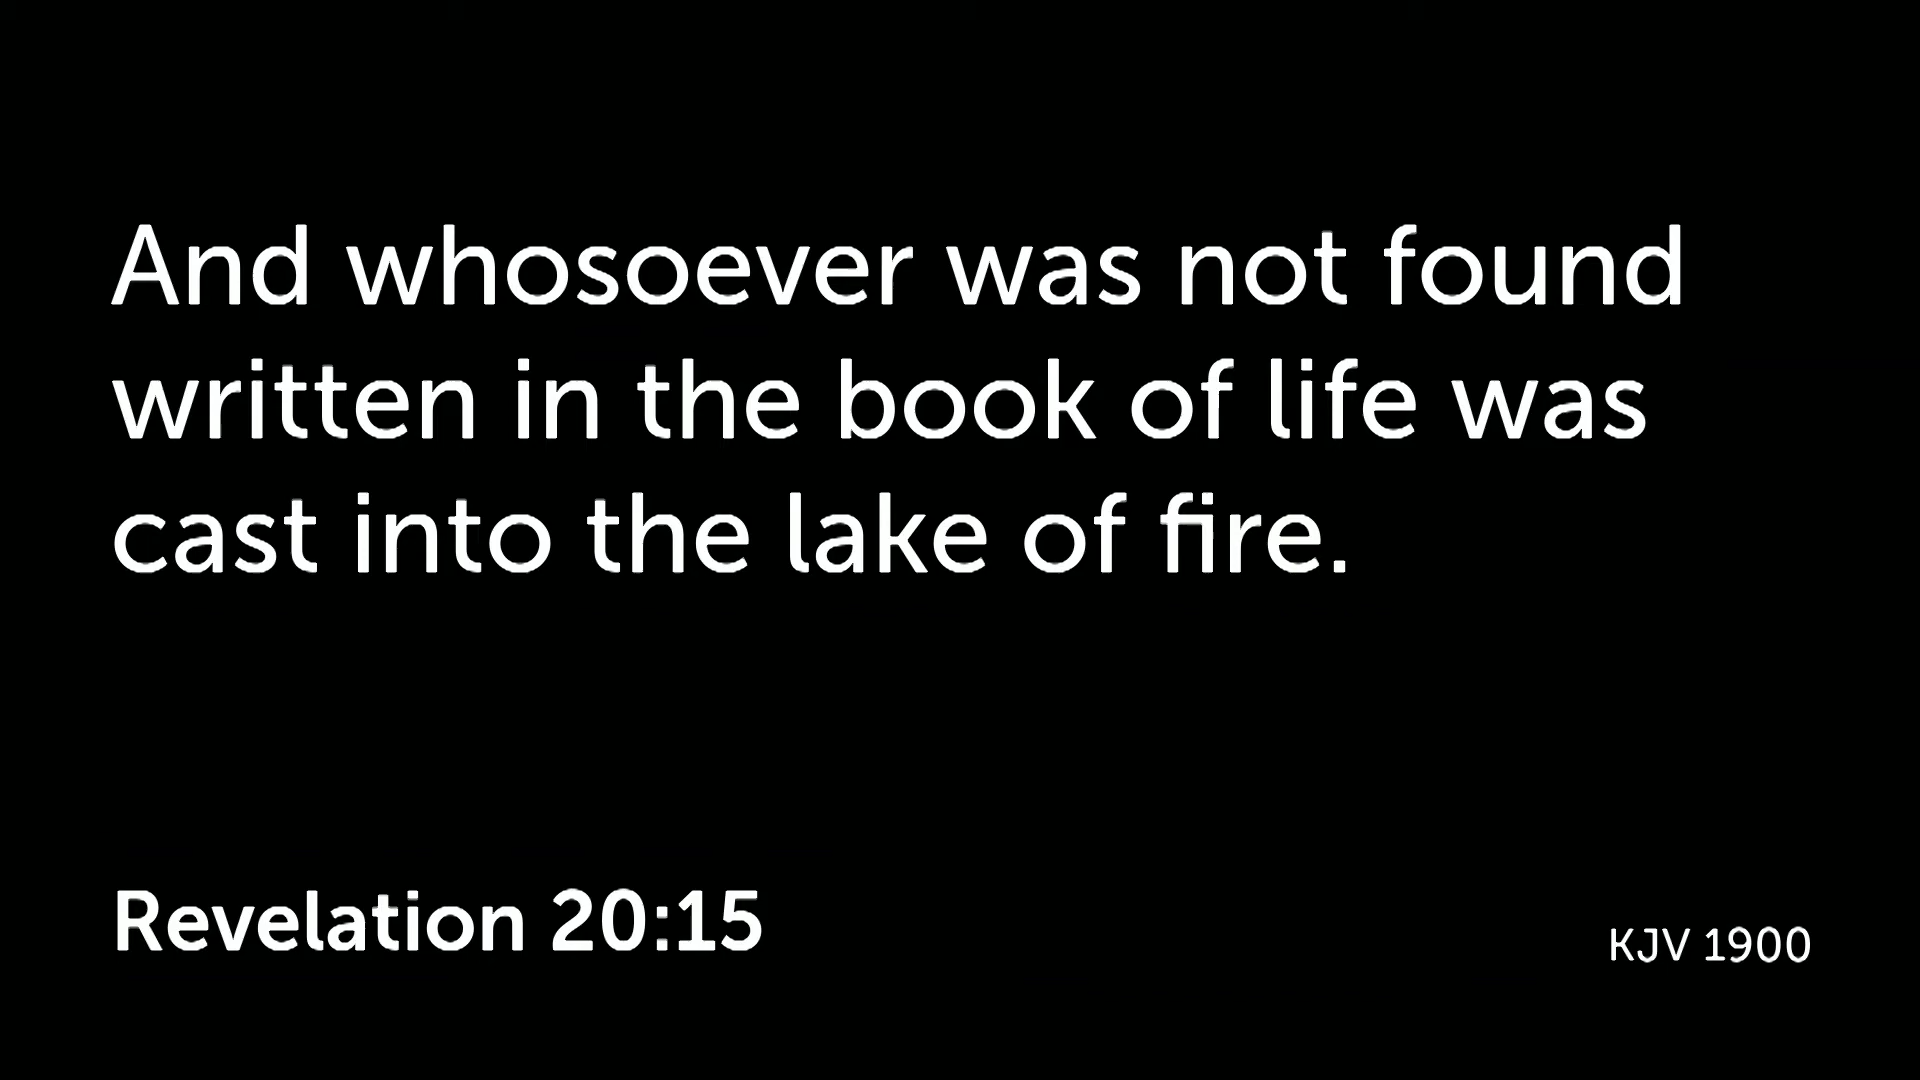 And whosoever was not found
written in the book of life was
cast into the lake of fire.
Revelation 20:15
KJV 1900